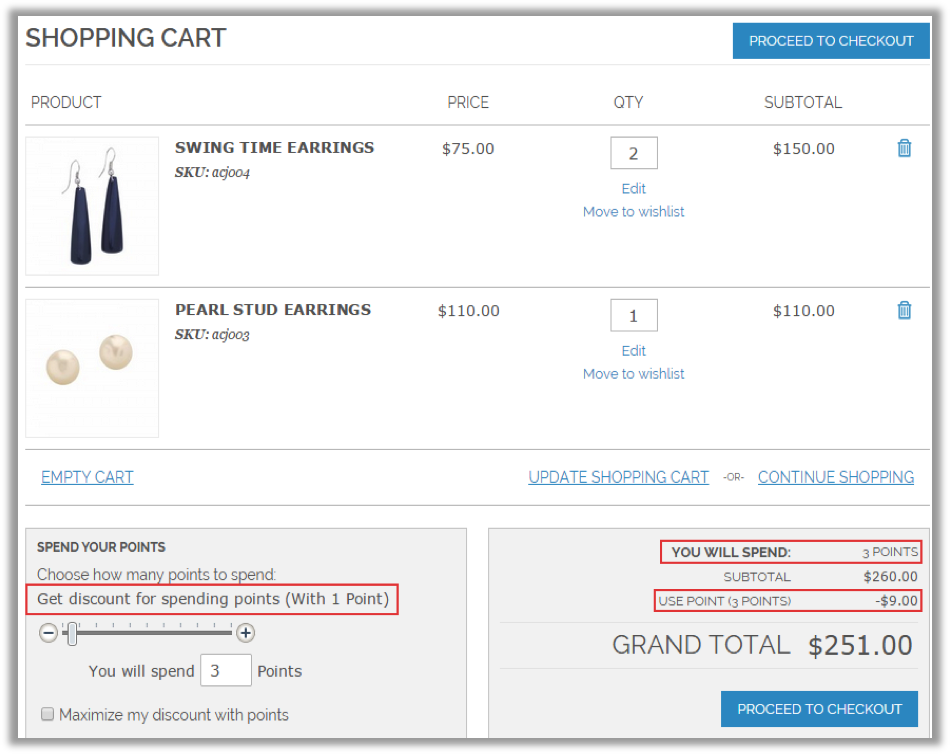 SHOPPING CART
PROCEED TO CHECKOUT
PRODUCT PRICE QTY SUBTOTAL
SWING TIME EARRINGS $75.00 2 $150.00
SKU: acj004
Edit
Move to wishlist
PEARL STUD EARRINGS $110.00 1 $110.00
SKU: acj003
Edit
Move to wishlist
EMPTY CART UPDATE SHOPPING CART -OR- CONTINUE SHOPPING
SPEND YOUR POINTS
Choose how many points to spend:
Get discount for spending points (With 1 Point)
You will spend 3 Points
Maximize my discount with points
YOU WILL SPEND: 3 POINTS
SUBTOTAL $260.00
USE POINT (3 POINTS) -$9.00
GRAND TOTAL $251.00
PROCEED TO CHECKOUT